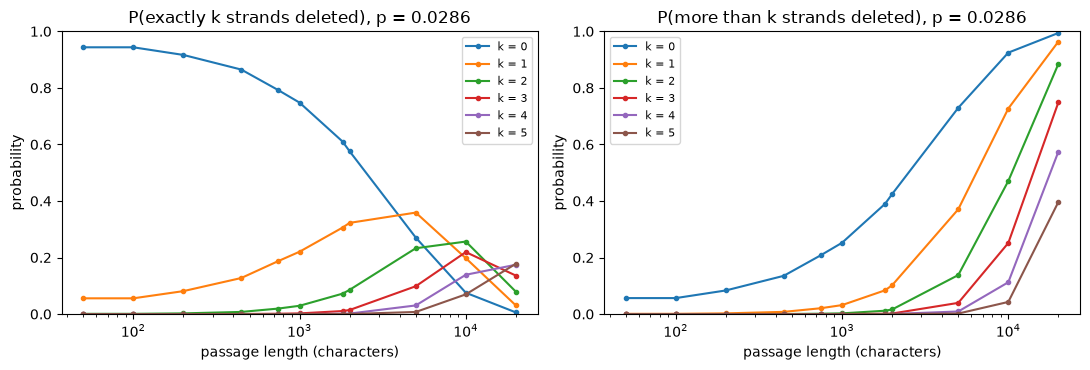 P(exactly k strands deleted), p = 0.0286
1.0
0.8
0.6
0.4
0.2
0.0
probability
k = 0
k = 1
k = 2
k = 3
k = 4
k = 5
10²
10³
10⁴
passage length (characters)
P(more than k strands deleted), p = 0.0286
1.0
0.8
0.6
0.4
0.2
0.0
probability
k = 0
k = 1
k = 2
k = 3
k = 4
k = 5
10²
10³
10⁴
passage length (characters)